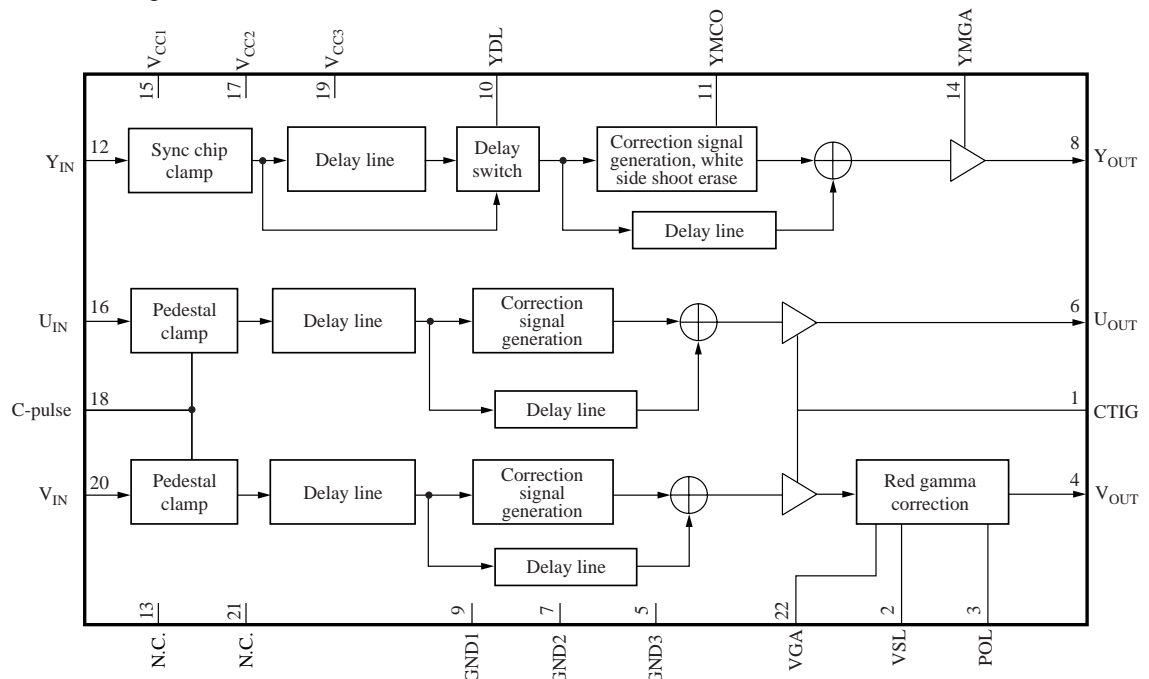 VCC1
VCC2
VCC3
YDL
YMCO
YMGA
15
17
19
10
11
14
YIN
12
Sync chip
clamp
Delay line
Delay
switch
Correction signal
generation, white
side shoot erase
8
YOUT
Delay line
UIN
16
Pedestal
clamp
Delay line
Correction
signal
generation
6
UOUT
C-pulse
18
Delay line
1
CTIG
VIN
20
Pedestal
clamp
Delay line
Correction
signal
generation
Red gamma
correction
4
VOUT
Delay line
13
21
9
7
5
22
2
3
N.C.
N.C.
GND1
GND2
GND3
VGA
VSL
POL